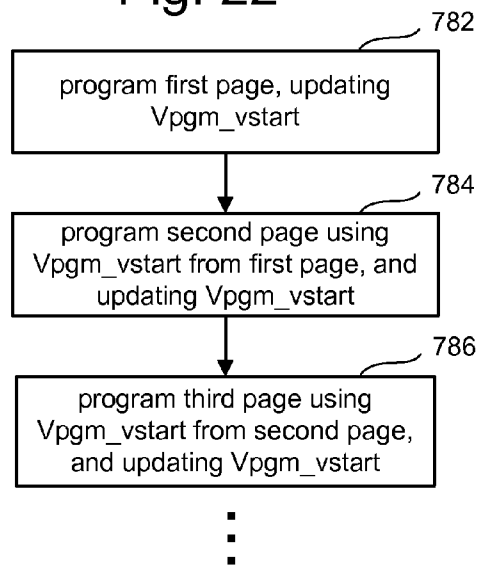 Fig. 22
782
program first page, updating
Vpgm_vstart
784
program second page using
Vpgm_vstart from first page, and
updating Vpgm_vstart
786
program third page using
Vpgm_vstart from second page,
and updating Vpgm_vstart